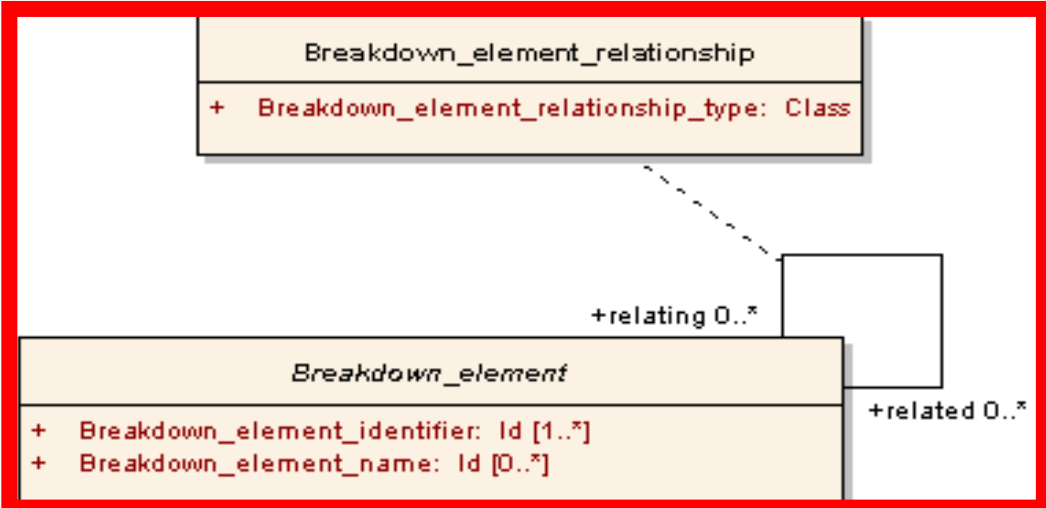 Breakdown_element_relationship
+ Breakdown_element_relationship_type: Class
+relating 0..*
Breakdown_element
+related 0..*
+ Breakdown_element_identifier: Id [1..*]
+ Breakdown_element_name: Id [0..*]